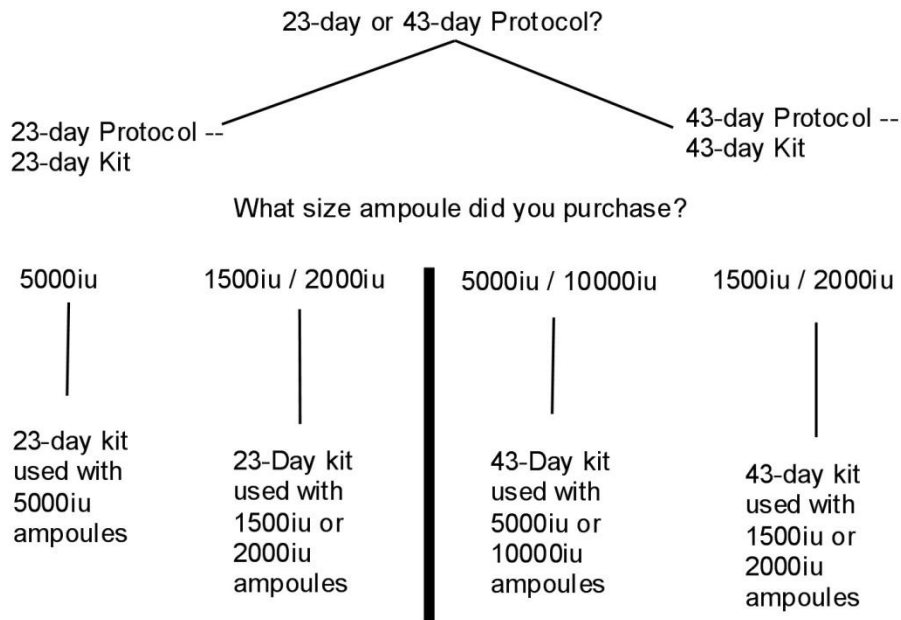 23-day or 43-day Protocol?
23-day Protocol --
23-day Kit
43-day Protocol --
43-day Kit
What size ampoule did you purchase?
5000iu
1500iu / 2000iu
5000iu / 10000iu
1500iu / 2000iu
23-day kit
used with
5000iu
ampoules
23-Day kit
used with
1500iu or
2000iu
ampoules
43-Day kit
used with
5000iu or
10000iu
ampoules
43-day kit
used with
1500iu or
2000iu
ampoules